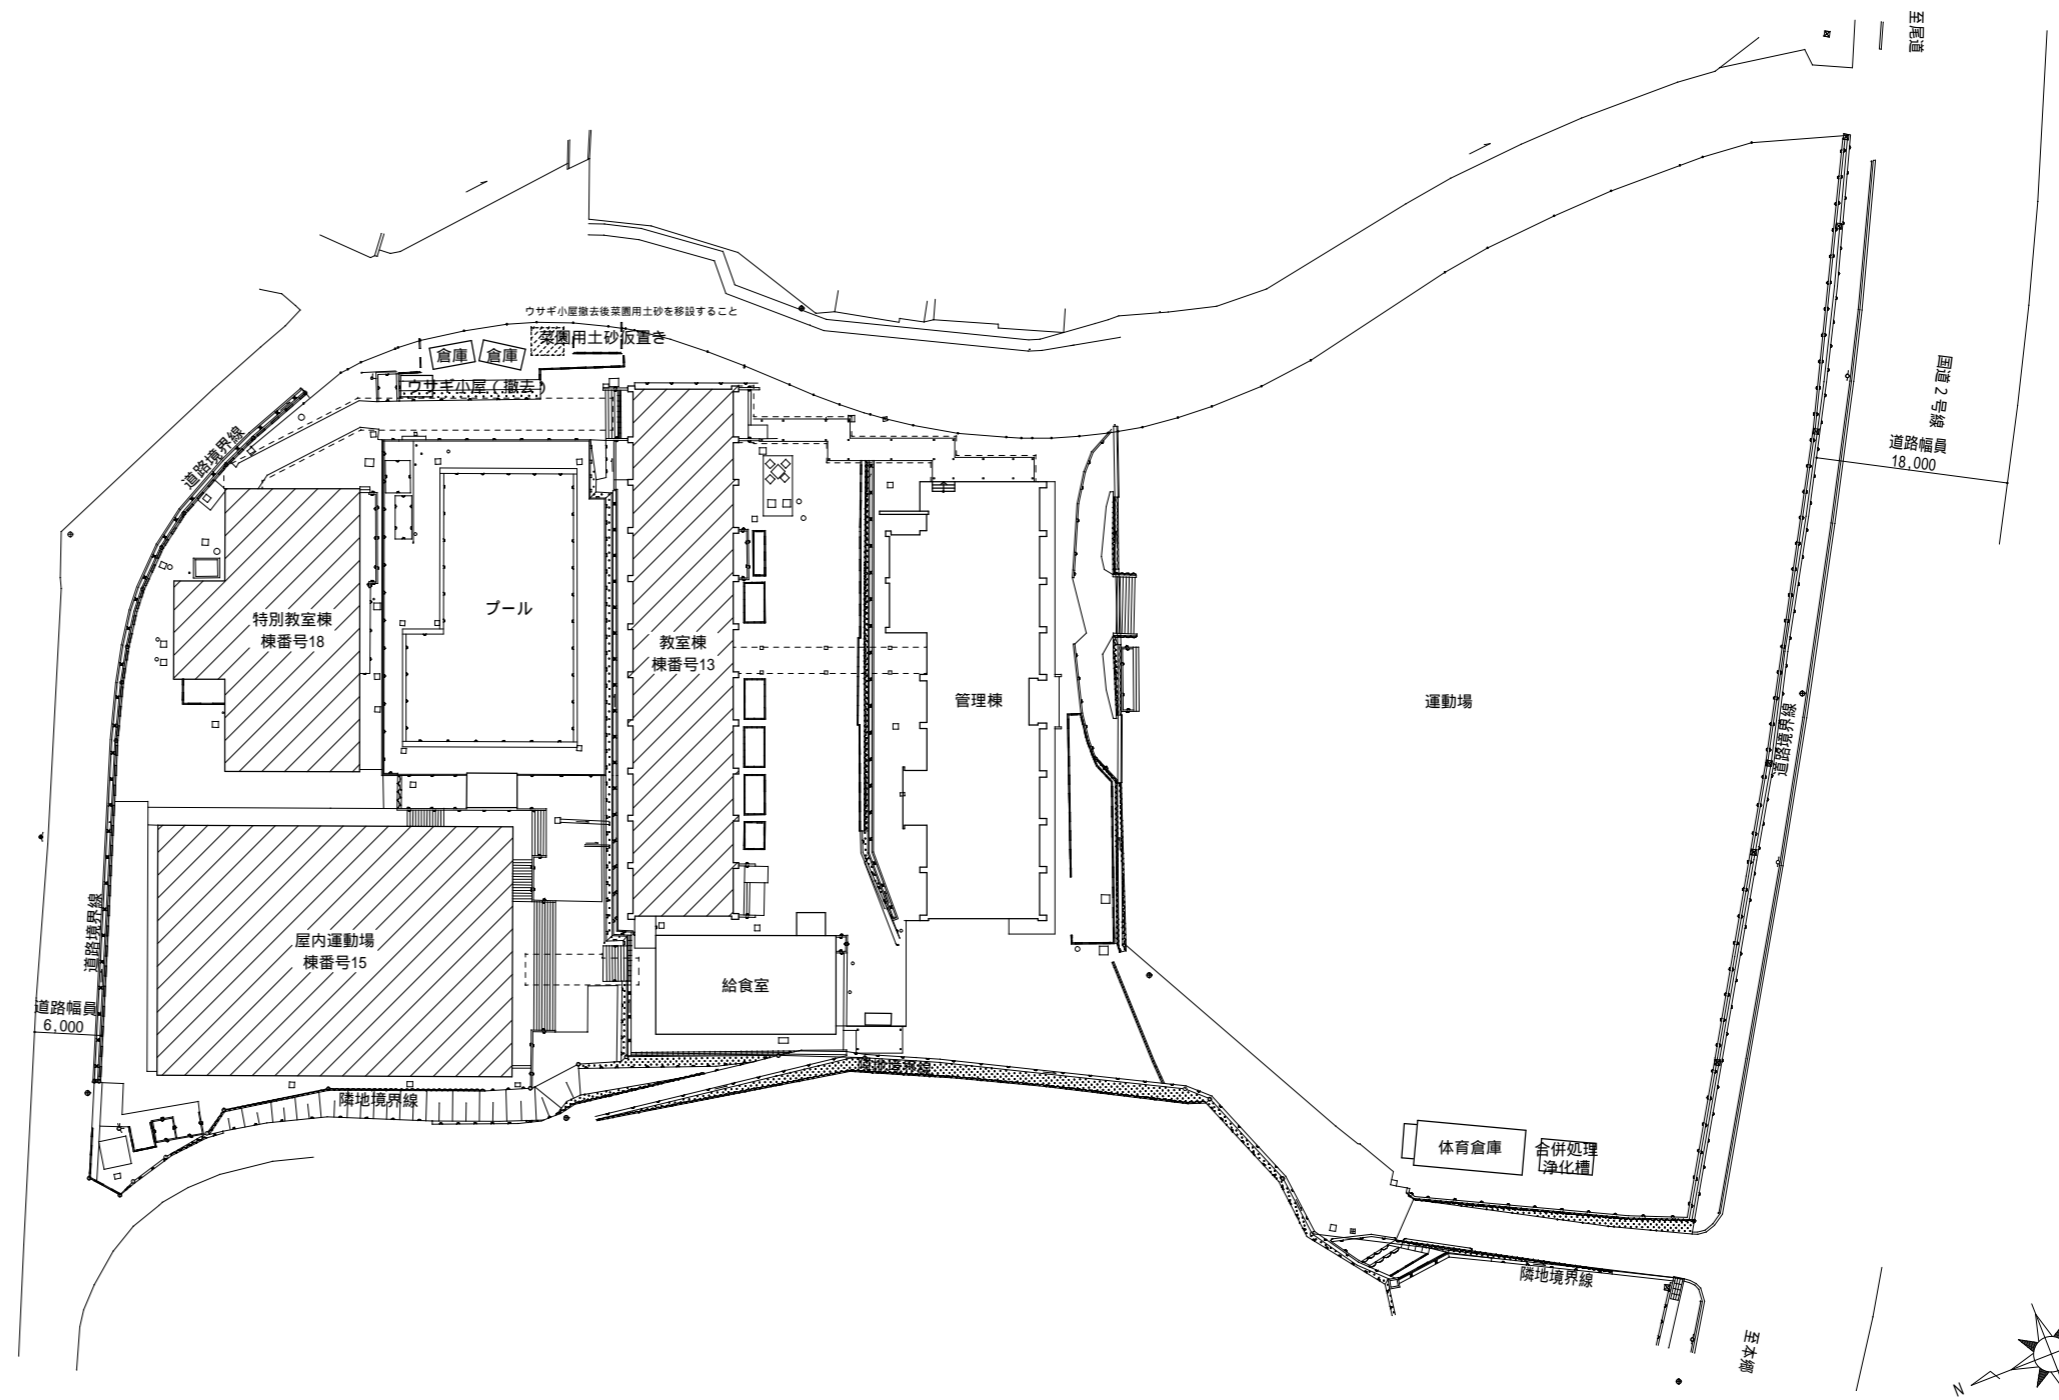 至尾道
ウサギ小屋撤去後菜園用土砂を移設すること
菜園用土砂仮置き
倉庫
倉庫
ウサギ小屋(撤去)
国道2号線
道路幅員
18,000
道路境界線
特別教室棟
棟番号18
プール
教室棟
棟番号13
管理棟
運動場
道路境界線
道路境界線
屋内運動場
棟番号15
給食室
道路幅員
6,000
隣地境界線
隣地境界線
体育倉庫
合併処理
浄化槽
隣地境界線
至本郷
N